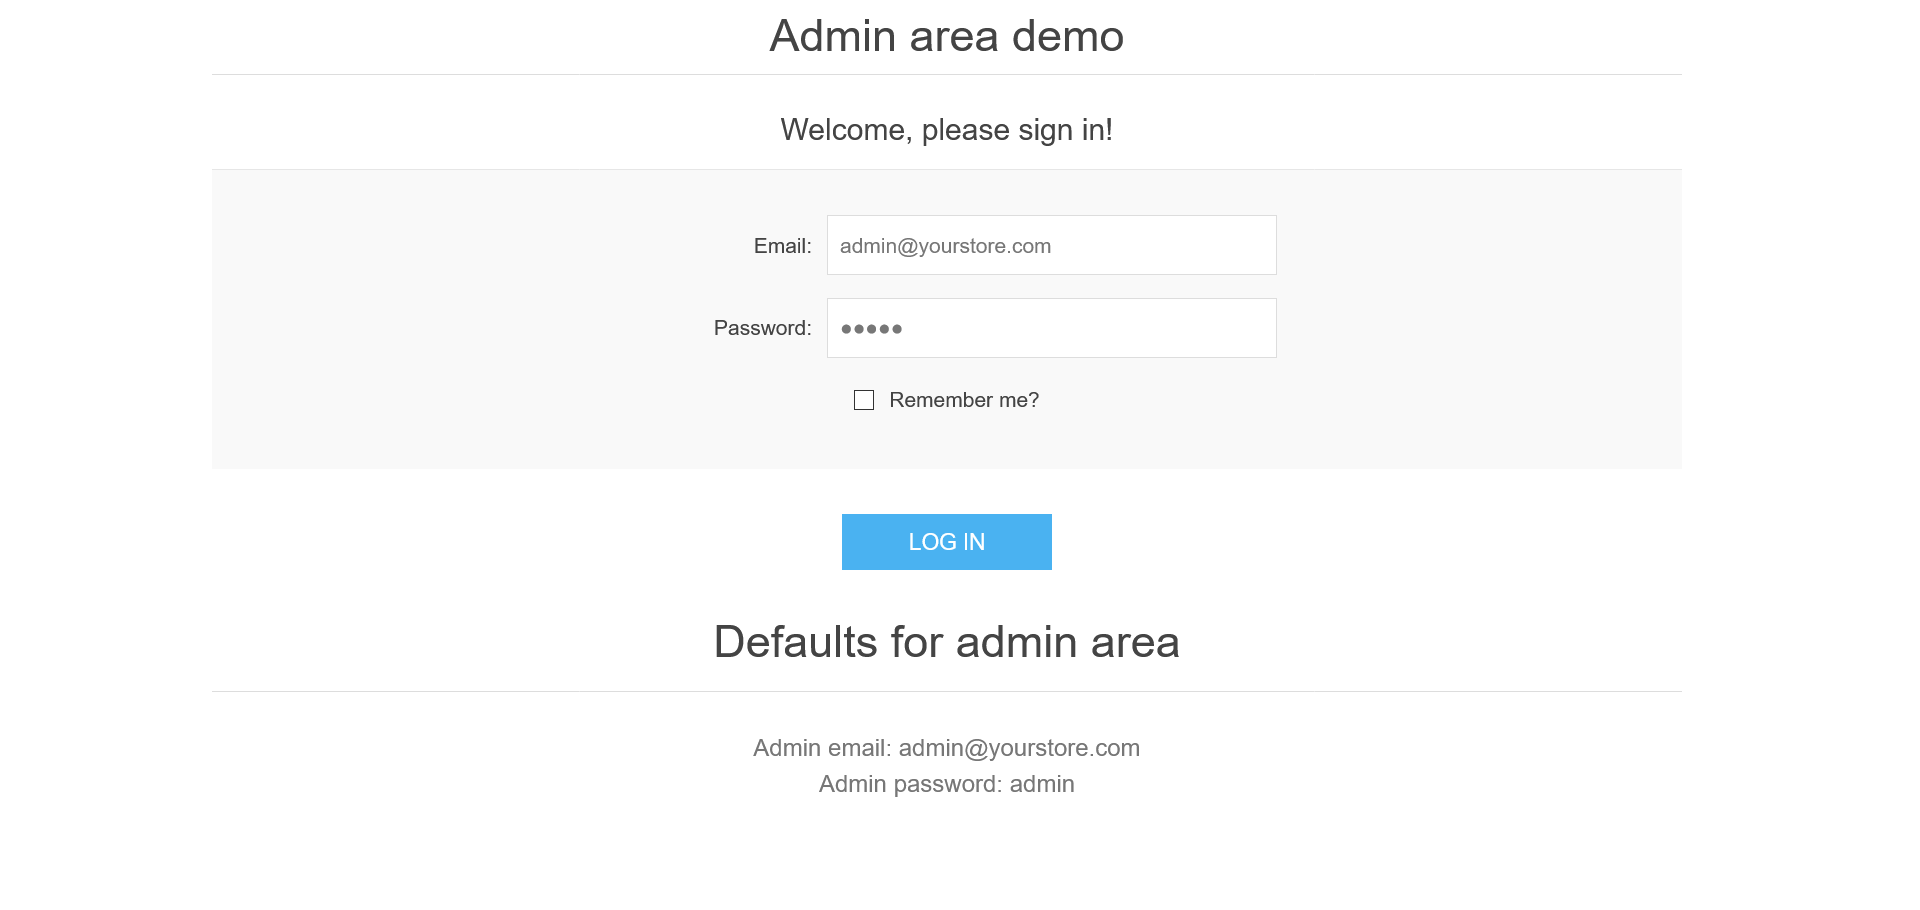 Admin area demo
Welcome, please sign in!
Email: admin@yourstore.com
Password: •••••
Remember me?
LOG IN
Defaults for admin area
Admin email: admin@yourstore.com
Admin password: admin